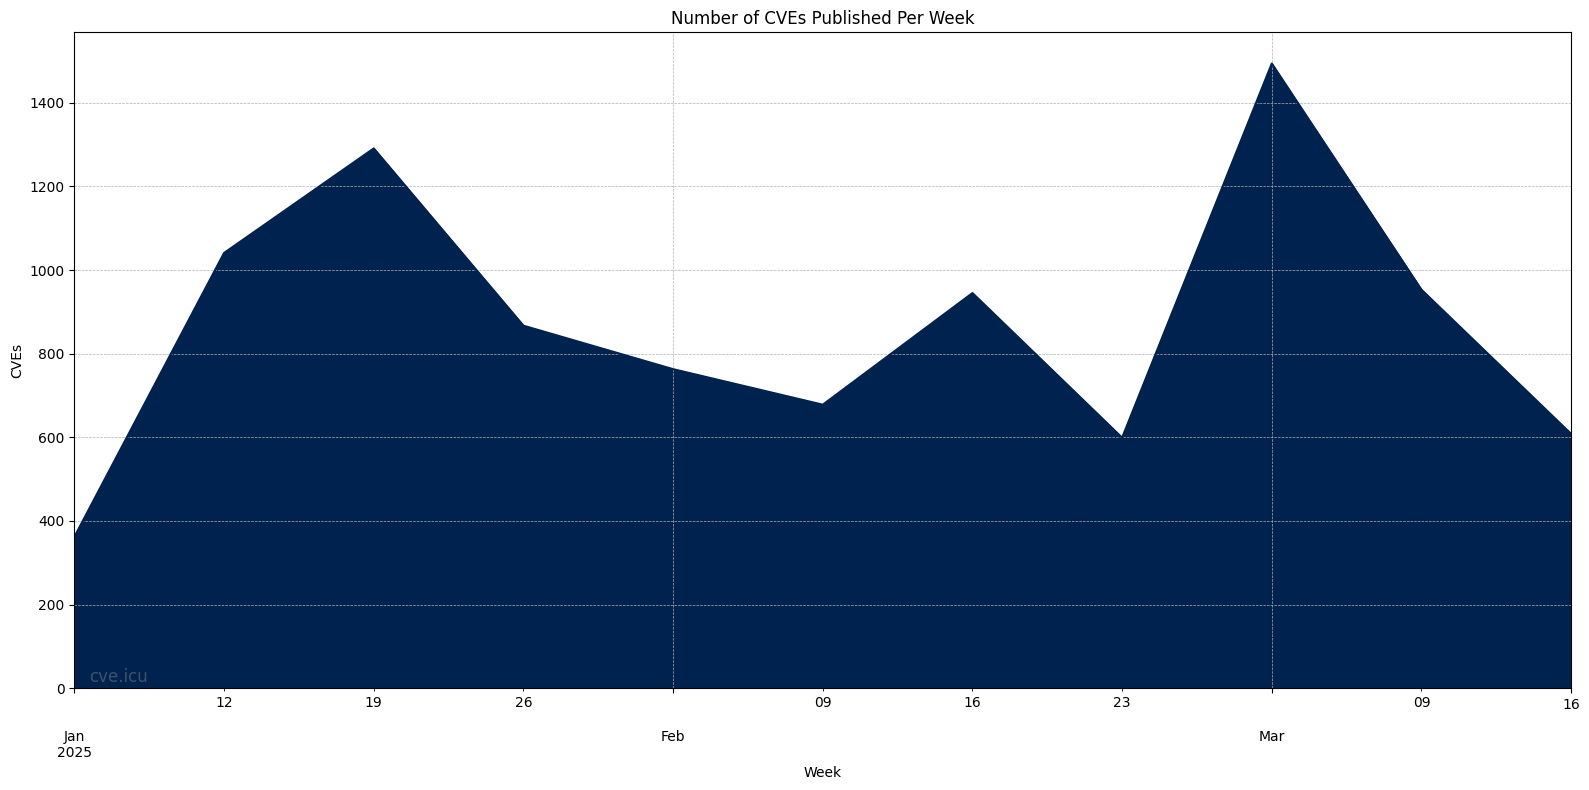 Number of CVEs Published Per Week
CVEs
1400
1200
1000
800
600
400
200
0
cve.icu
12 19 26 09 16 23 09 16
Jan Feb Mar
2025
Week